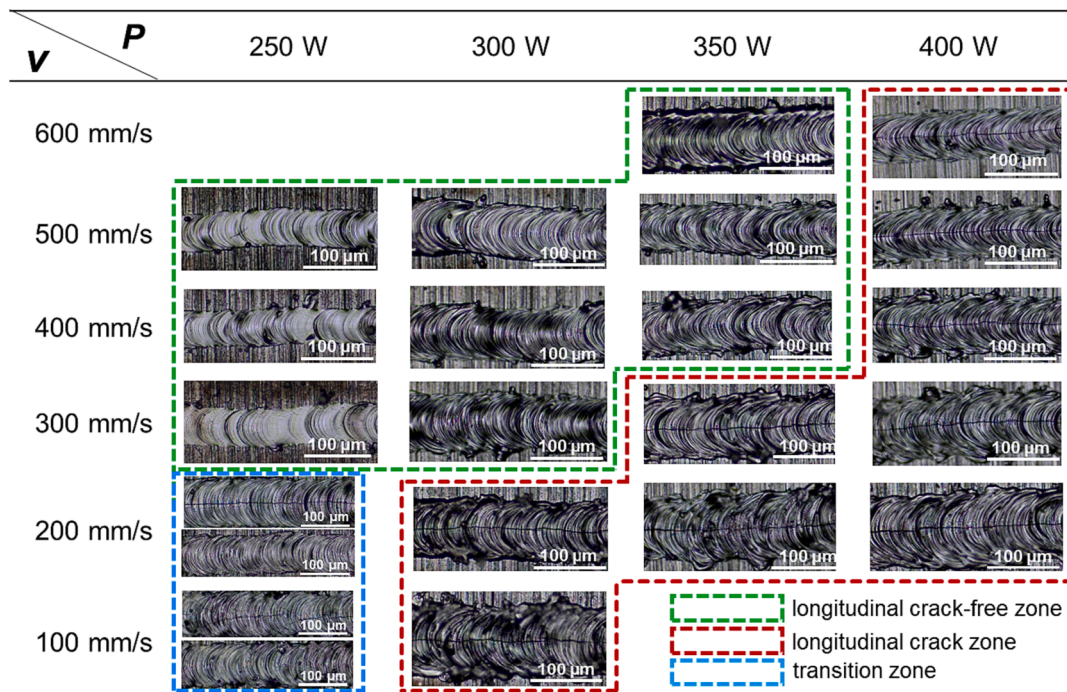 P
V
250 W
300 W
350 W
400 W
600 mm/s
100 µm
100 µm
500 mm/s
100 µm
100 µm
100 µm
100 µm
400 mm/s
100 µm
100 µm
100 µm
100 µm
300 mm/s
100 µm
100 µm
100 µm
100 µm
200 mm/s
100 µm
100 µm
100 µm
100 µm
100 µm
100 mm/s
100 µm
100 µm
100 µm
longitudinal crack-free zone
longitudinal crack zone
transition zone